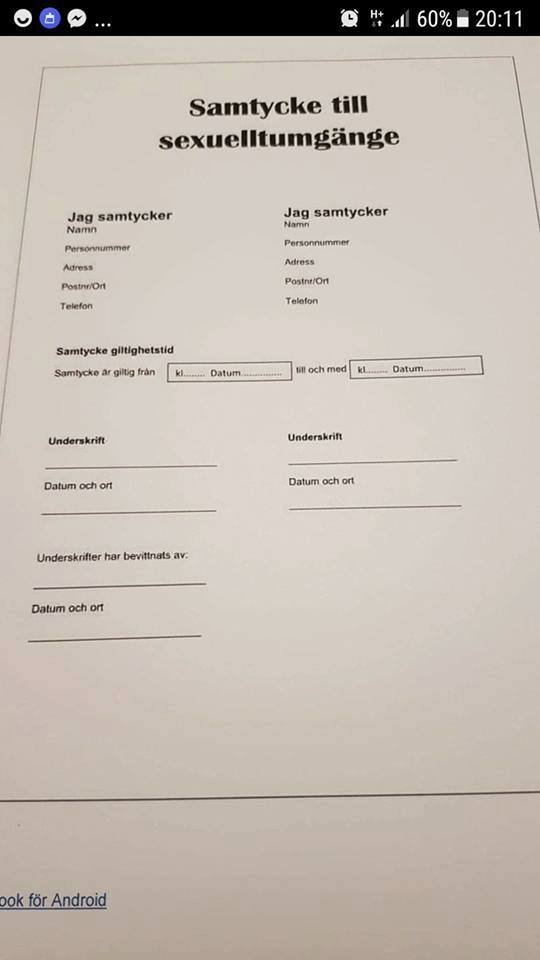 ... 60% 20:11
Samtycke till
sexuelltumgänge
Jag samtycker
Namn
Personnummer
Adress
Postnr/Ort
Telefon
Jag samtycker
Namn
Personnummer
Adress
Postnr/Ort
Telefon
Samtycke giltighetstid
Samtycke är giltig från kl........ Datum.............. till och med kl........ Datum..............
Underskrift
Datum och ort
Underskrift
Datum och ort
Underskrifter har bevittnats av:
Datum och ort
ook för Android